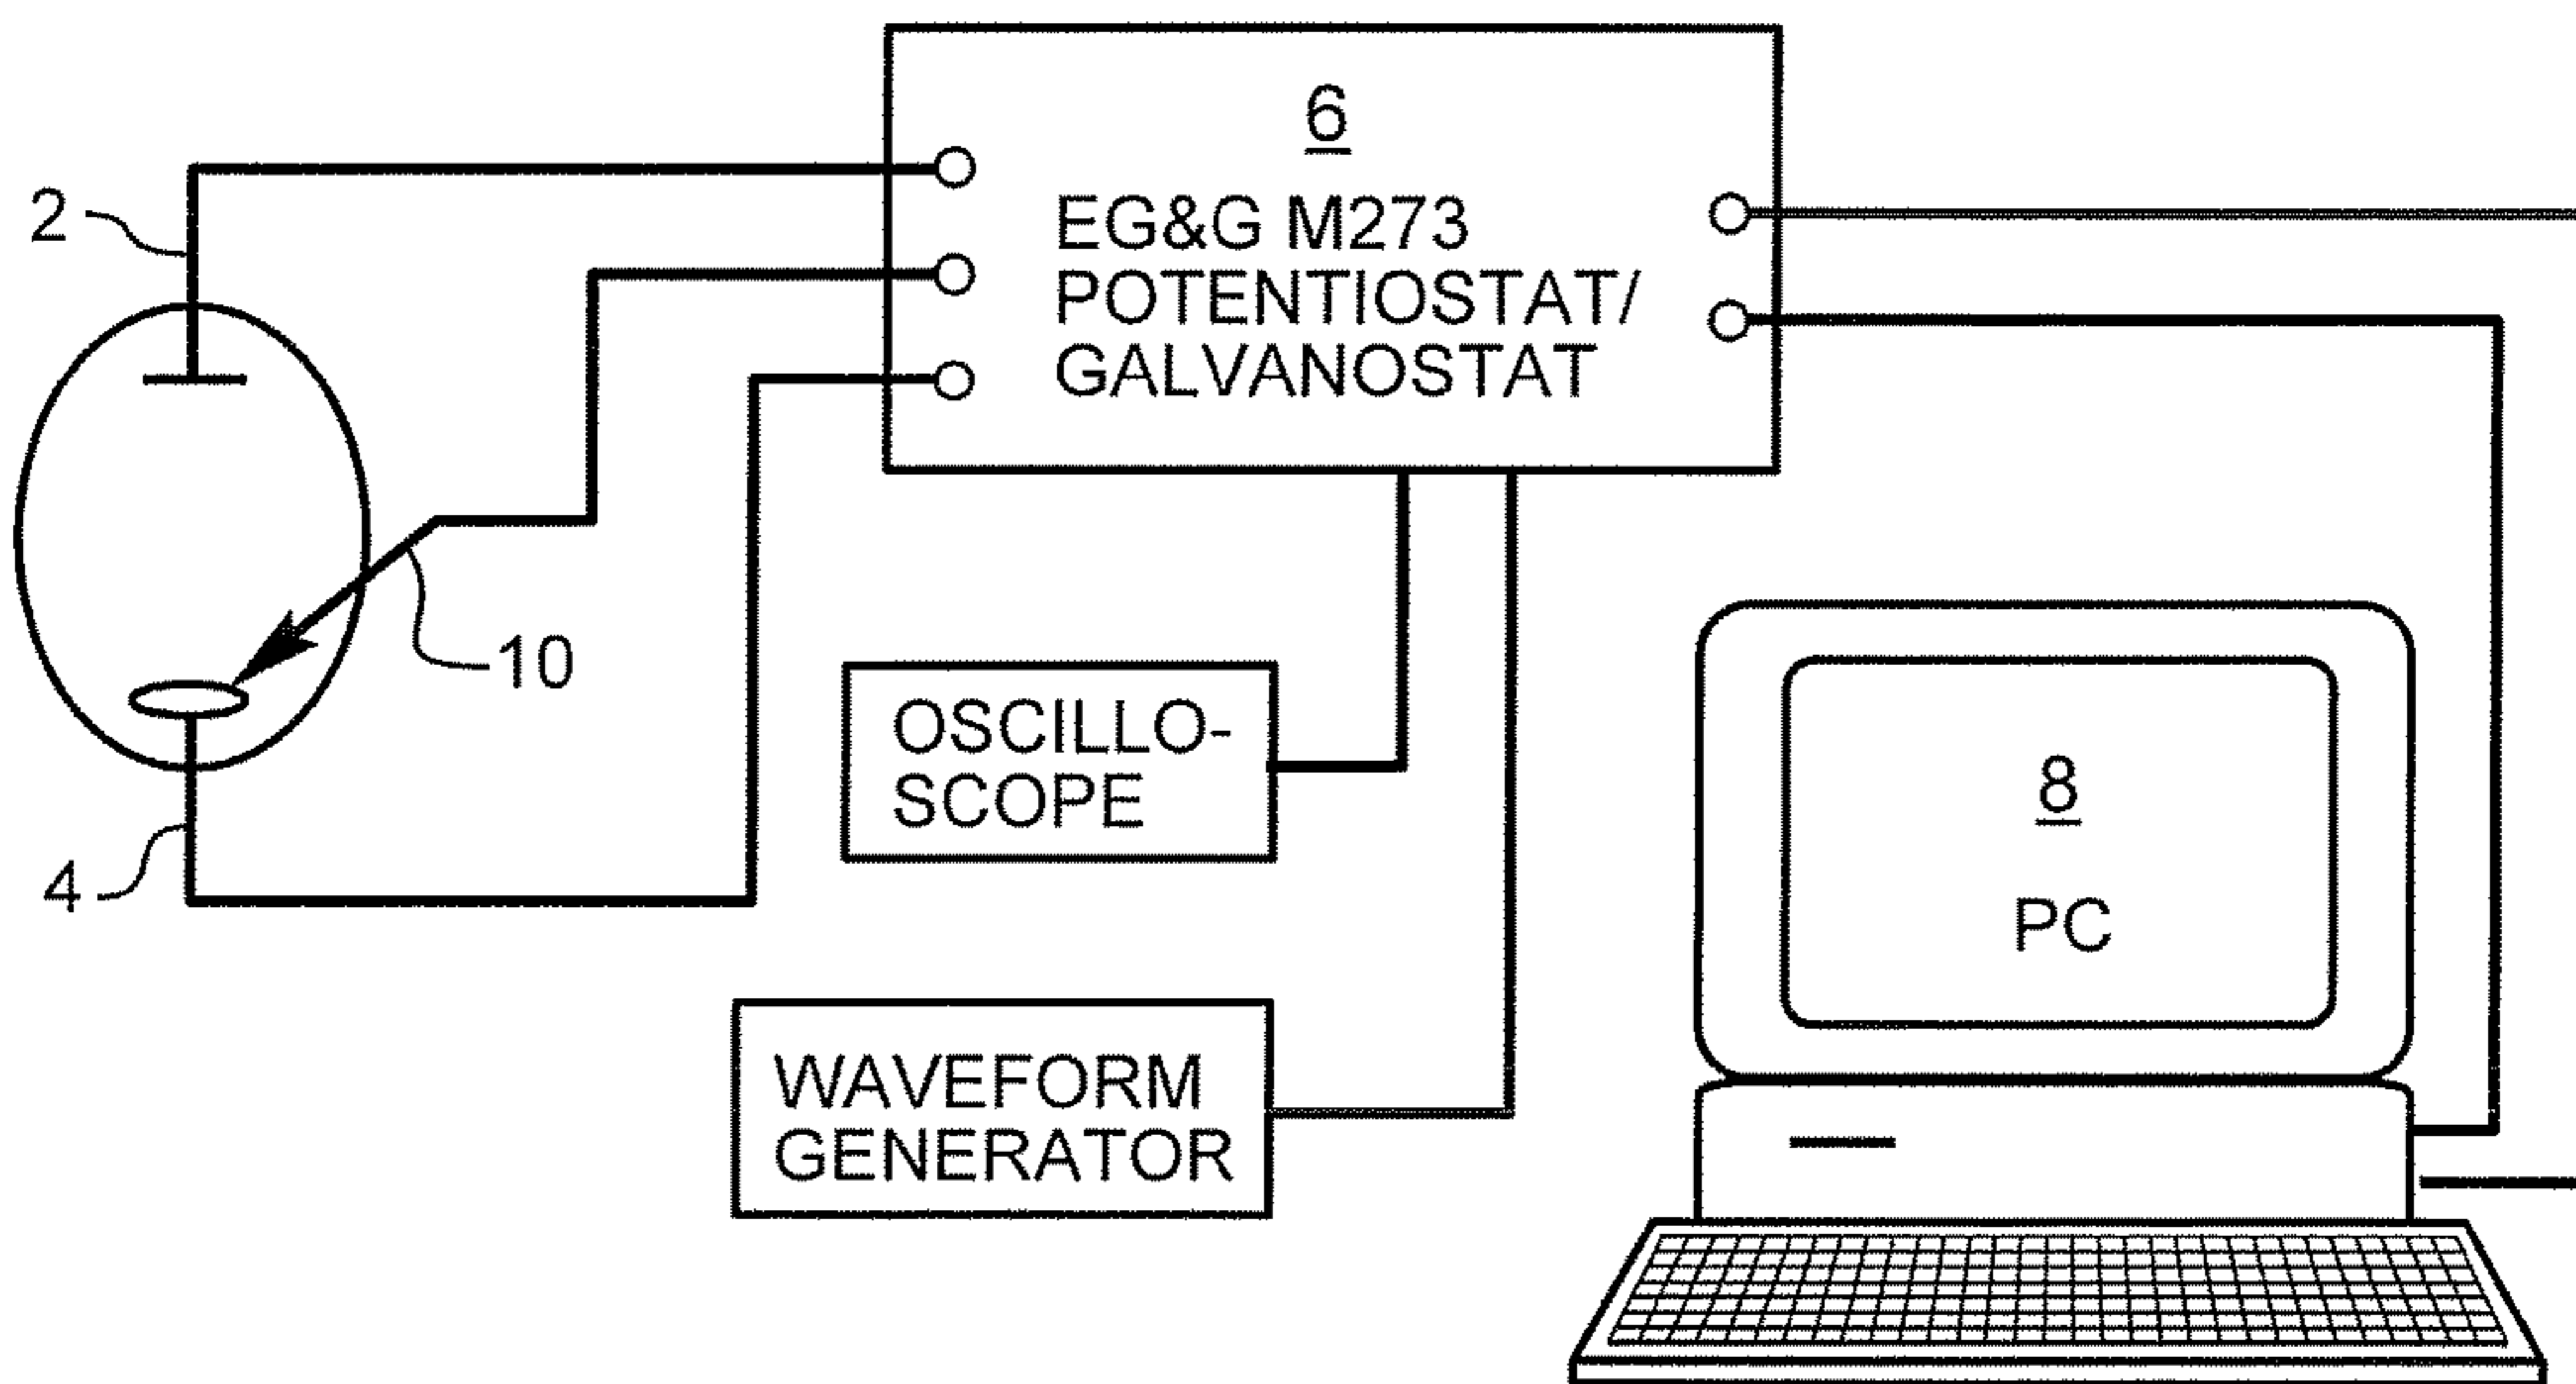 6
EG&G M273
POTENTIOSTAT/
GALVANOSTAT
2
10
4
OSCILLO-
SCOPE
WAVEFORM
GENERATOR
8
PC